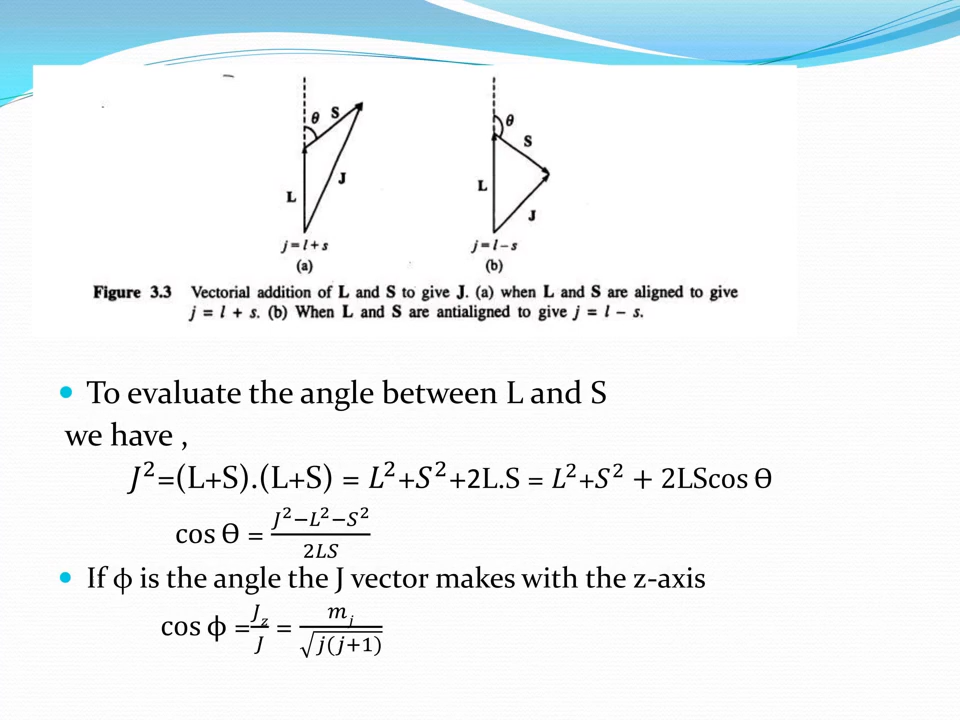 θ S
L J
j = l + s
(a)
θ
S
L
J
j = l – s
(b)
Figure 3.3 Vectorial addition of L and S to give J. (a) when L and S are aligned to give
j = l + s. (b) When L and S are antialigned to give j = l – s.
To evaluate the angle between L and S
we have ,
J²=(L+S).(L+S) = L²+S²+2L.S = L²+S² + 2LScos ϴ
cos ϴ = (J²−L²−S²)/(2LS)
If ϕ is the angle the J vector makes with the z-axis
cos ϕ =J_z/J = m_j/√(j(j+1))